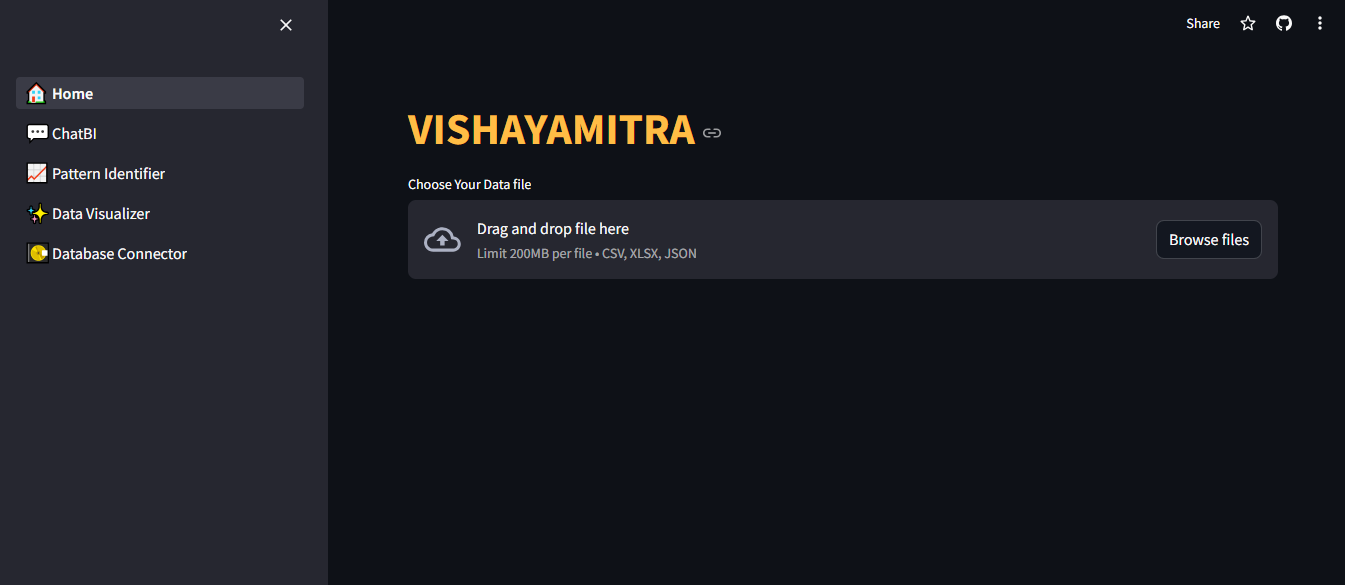 Home
ChatBI
Pattern Identifier
Data Visualizer
Database Connector
Share
VISHAYAMITRA
Choose Your Data file
Drag and drop file here
Limit 200MB per file • CSV, XLSX, JSON
Browse files